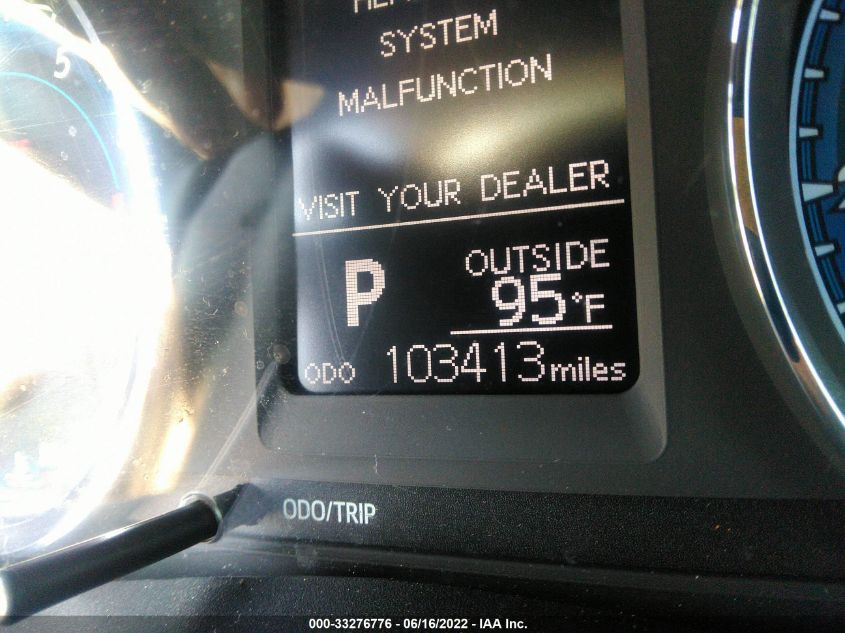 SYSTEM
MALFUNCTION
VISIT YOUR DEALER
P
OUTSIDE
95°F
ODO 103413 miles
5
ODO/TRIP
000-33276776 - 06/16/2022 - IAA Inc.